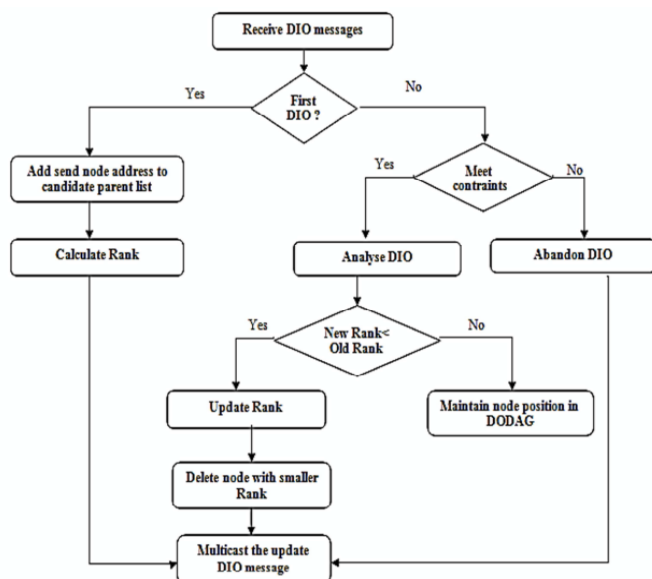 Receive DIO messages
Yes
No
First
DIO ?
Add send node address to
candidate parent list
Yes
Meet
contraints
No
Calculate Rank
Analyse DIO
Abandon DIO
Yes
New Rank<
Old Rank
No
Update Rank
Maintain node position in
DODAG
Delete node with smaller
Rank
Multicast the update
DIO message